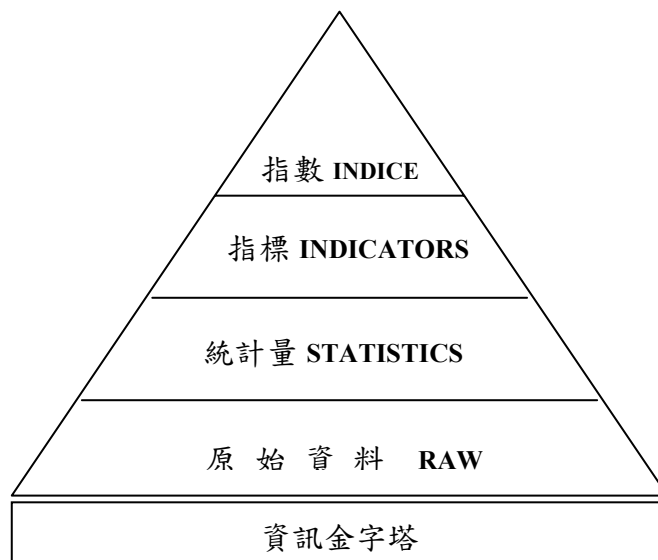 指數 INDICE
指標 INDICATORS
統計量 STATISTICS
原 始 資 料 RAW
資訊金字塔